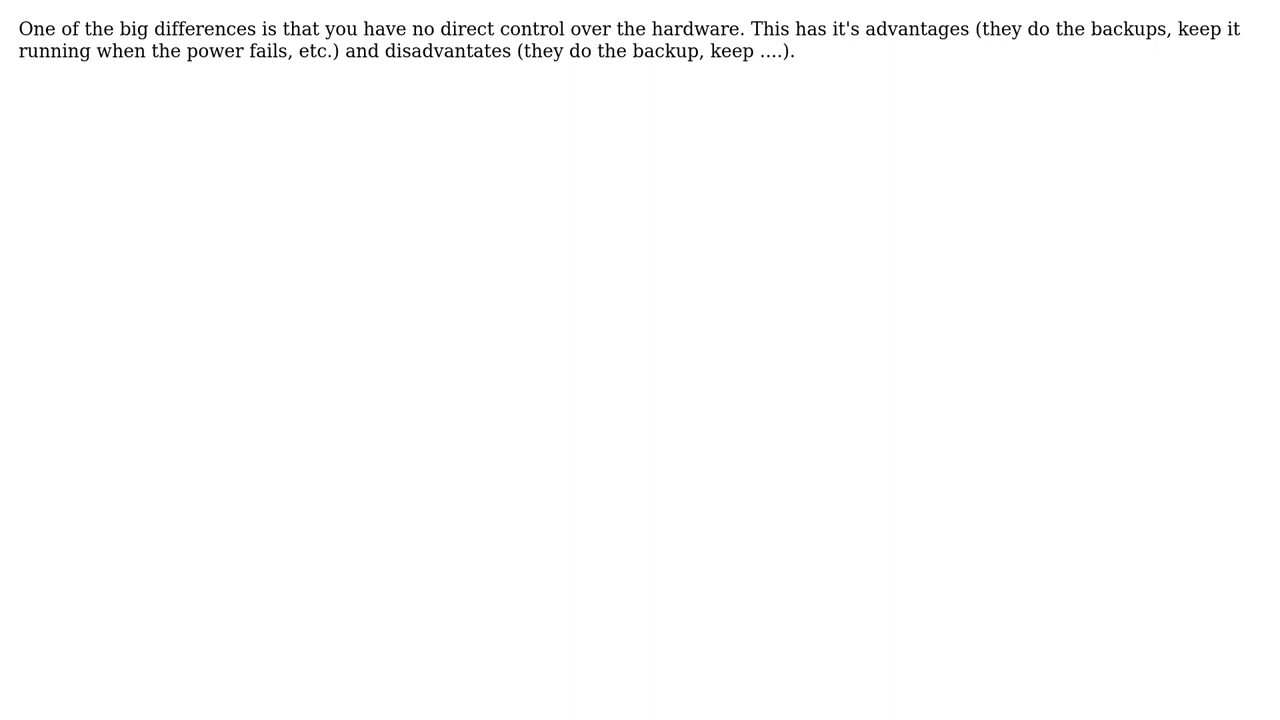 One of the big differences is that you have no direct control over the hardware. This has it's advantages (they do the backups, keep it
running when the power fails, etc.) and disadvantates (they do the backup, keep ....).